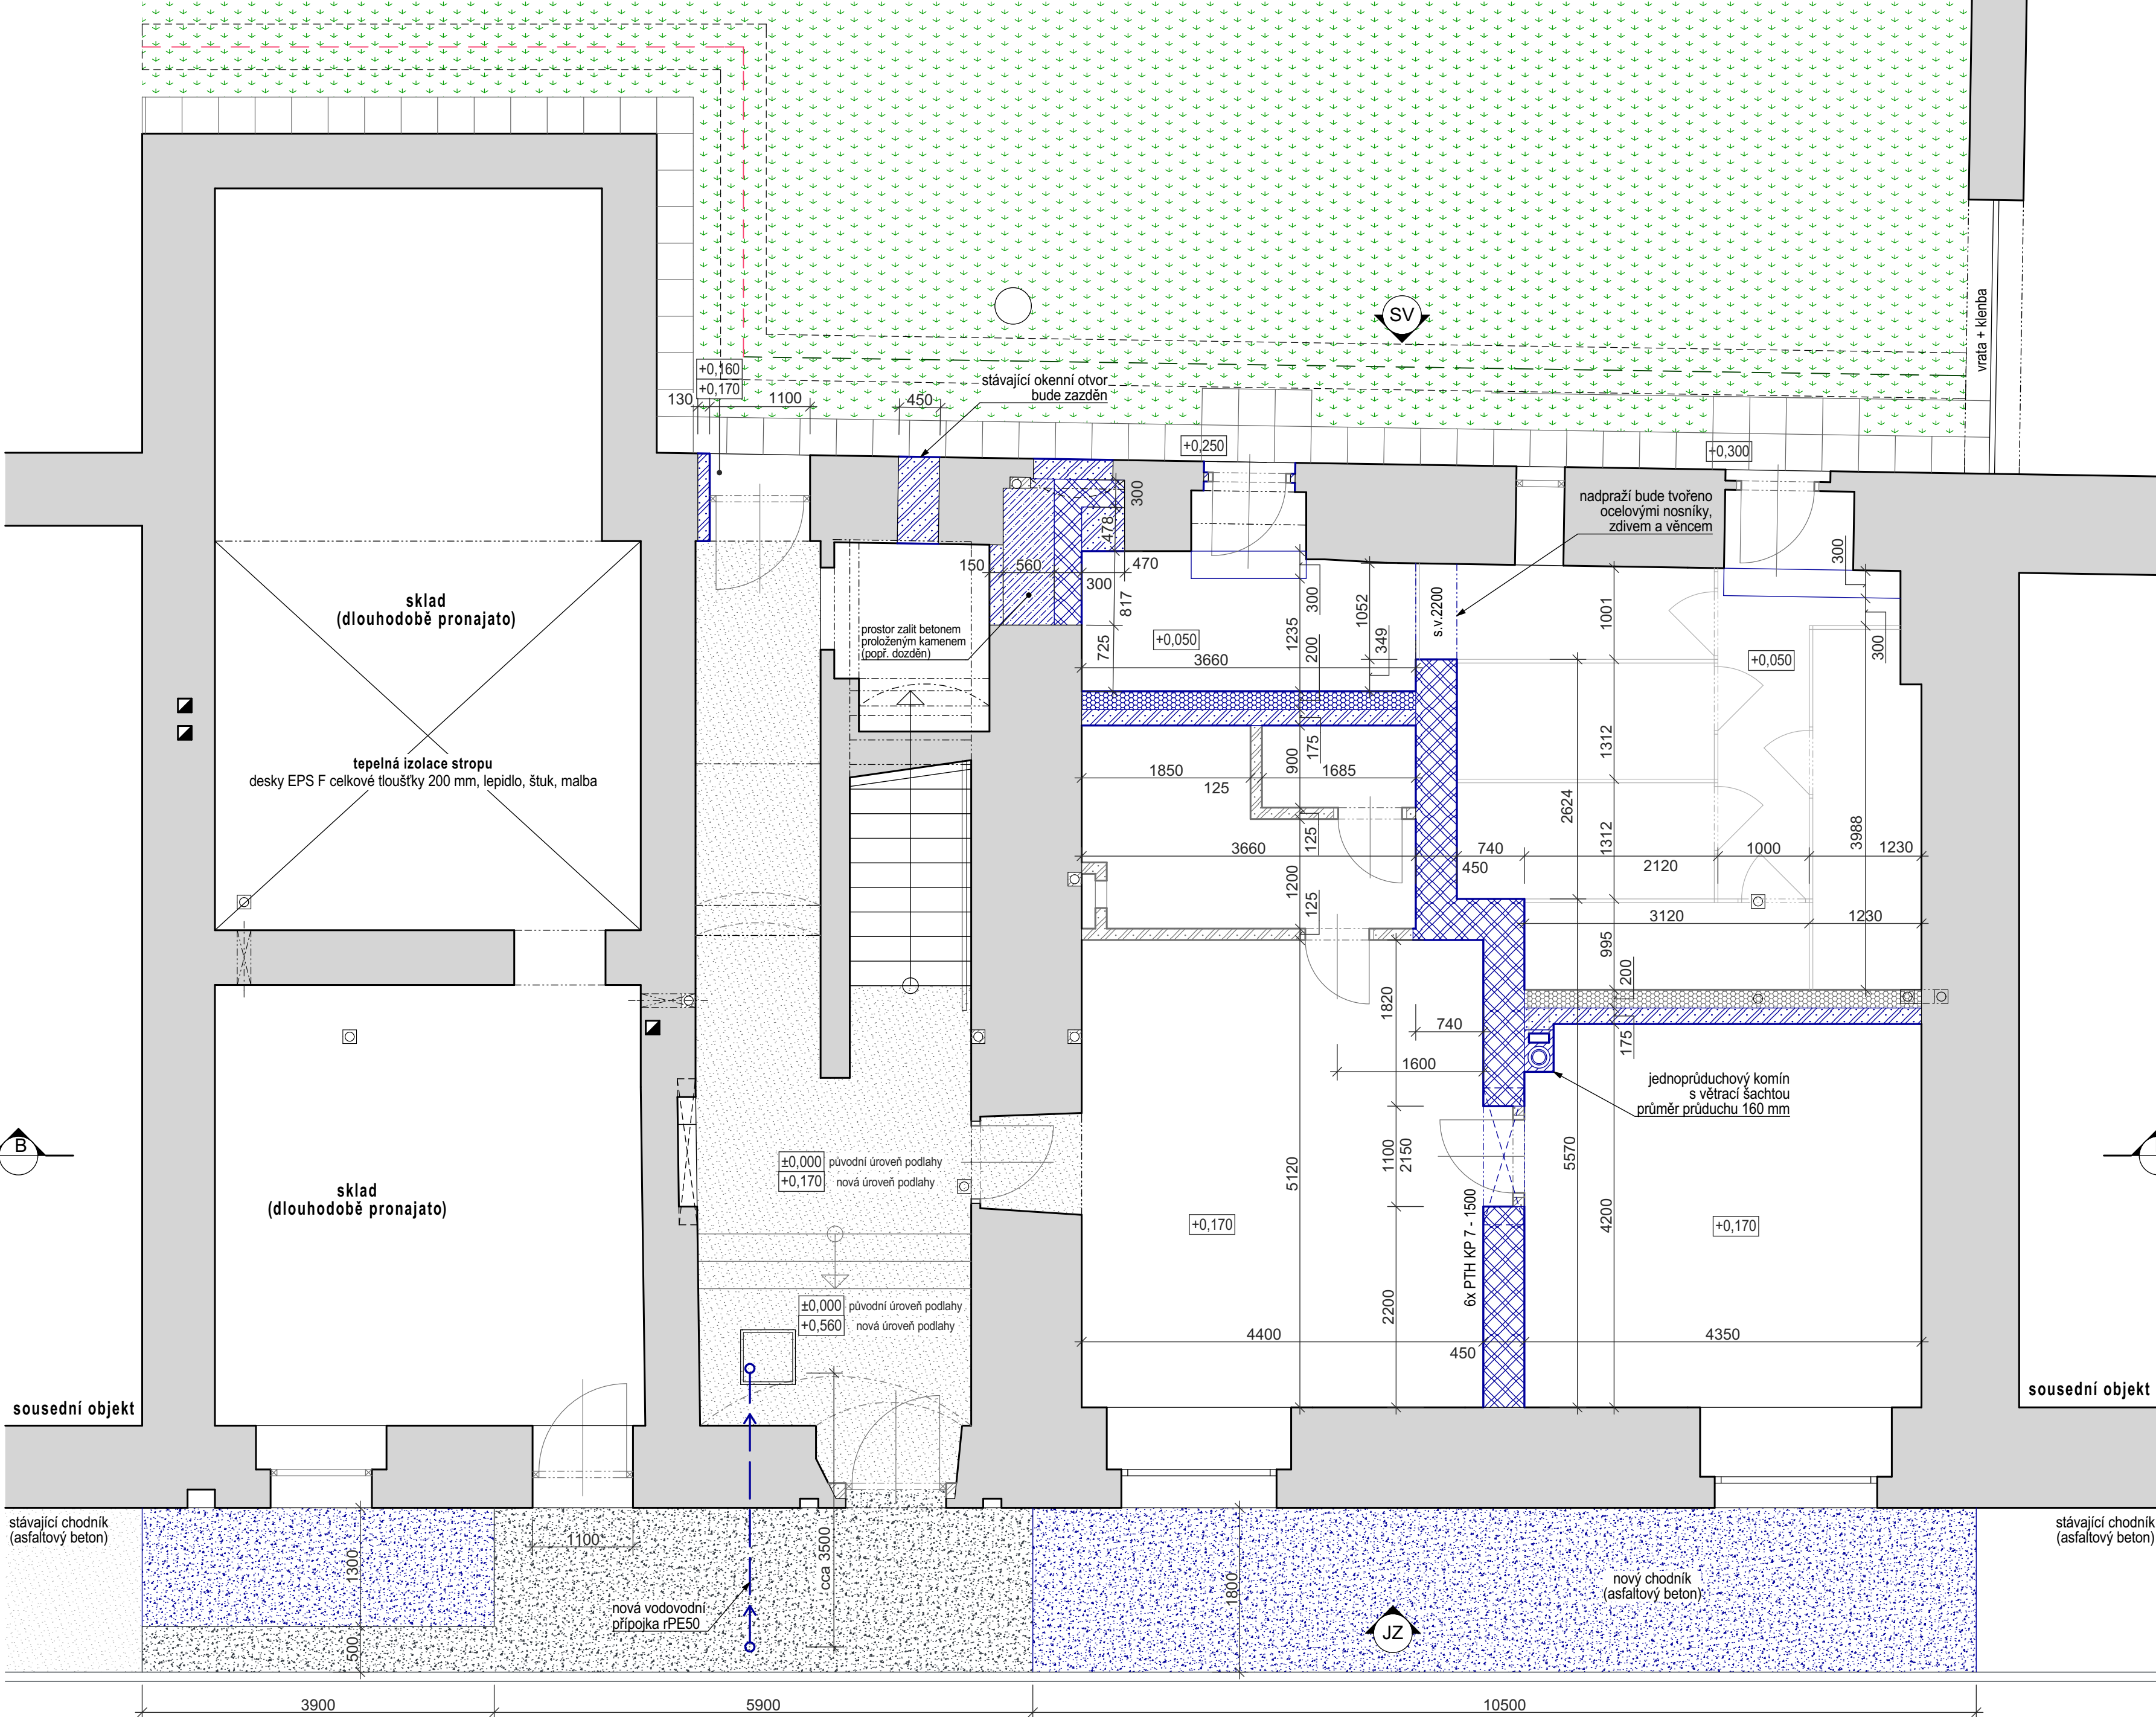 vrata + klenba
SV
+0,160
+0,170
130
1100
450
stávající okenní otvor
bude zazděn
+0,250
+0,300
nadpraží bude tvořeno
ocelovými nosníky,
zdivem a věncem
300
478
150
560
470
300
817
725
300
1052
1235
200
349
s.v.2200
1001
300
300
+0,050
+0,050
3660
prostor zalit betonem
proloženým kamenem
(popř. dozděn)
sklad
(dlouhodobě pronajato)
tepelná izolace stropu
desky EPS F celkové tloušťky 200 mm, lepidlo, štuk, malba
900
175
1850
125
1685
1312
2624
1312
3988
3660
125
740
450
2120
1000
1230
1200
125
3120
1230
995
200
1820
740
175
1600
jednoprůduchový komín
s větrací šachtou
průměr průduchu 160 mm
B
±0,000 původní úroveň podlahy
+0,170 nová úroveň podlahy
5120
1100
2150
5570
4200
sklad
(dlouhodobě pronajato)
+0,170
+0,170
6x PTH KP 7 - 1500
±0,000 původní úroveň podlahy
+0,560 nová úroveň podlahy
2200
4400
450
4350
sousední objekt
sousední objekt
stávající chodník
(asfaltový beton)
stávající chodník
(asfaltový beton)
1100
cca 3500
1300
500
1800
nová vodovodní
přípojka rPE50
nový chodník
(asfaltový beton)
JZ
3900
5900
10500